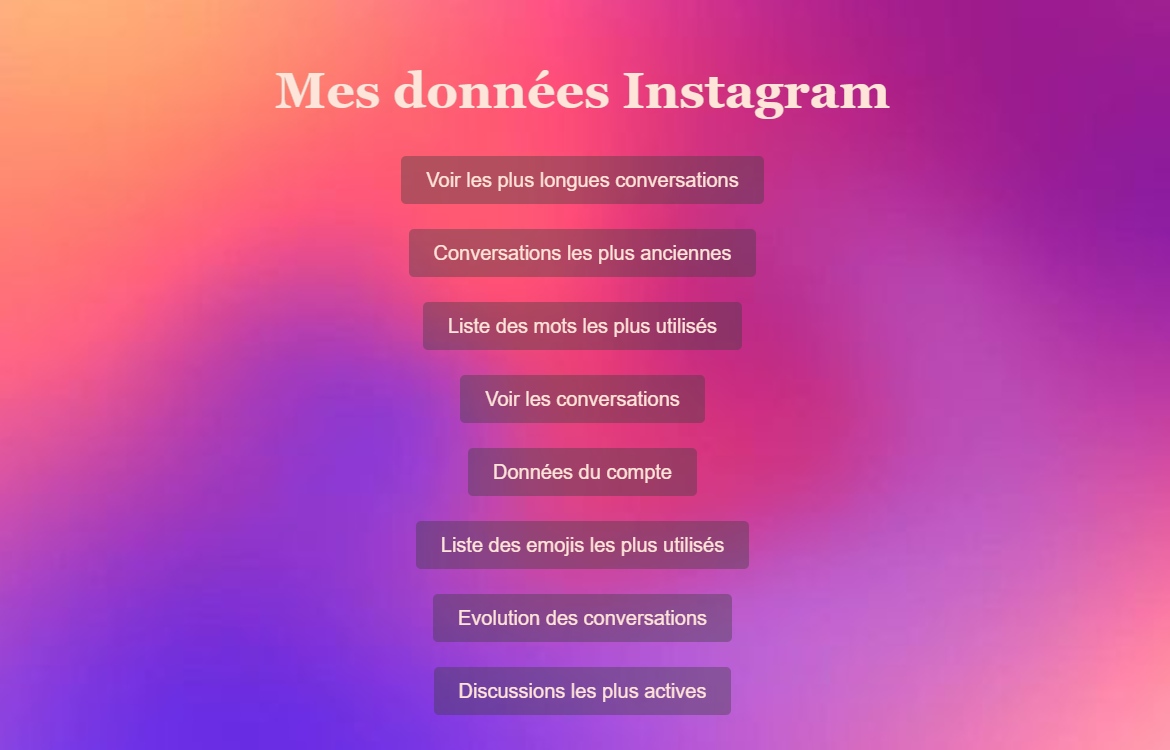 Mes données Instagram
Voir les plus longues conversations
Conversations les plus anciennes
Liste des mots les plus utilisés
Voir les conversations
Données du compte
Liste des emojis les plus utilisés
Evolution des conversations
Discussions les plus actives